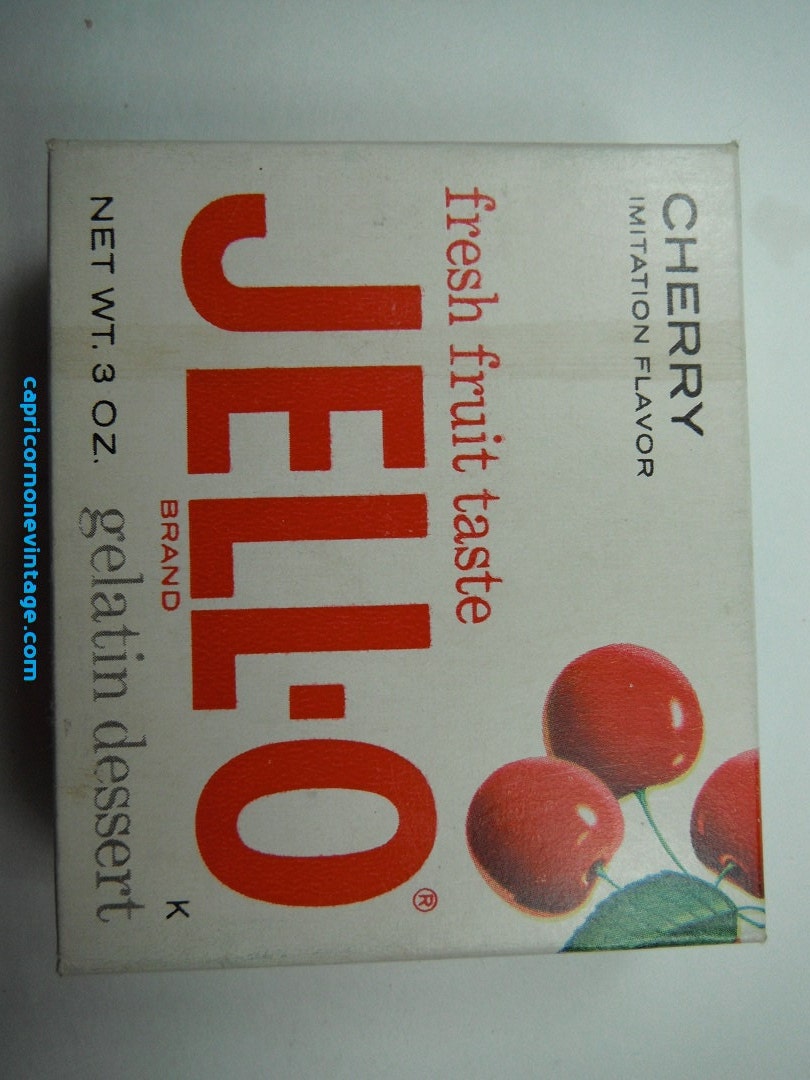 CHERRY
IMITATION FLAVOR
fresh fruit taste
JELL-O®
BRAND
K
gelatin dessert
NET WT. 3 OZ.
capricornonevintage.com